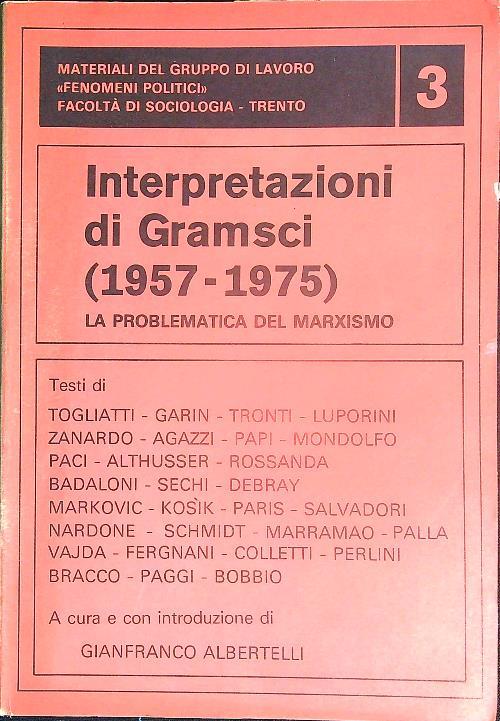 MATERIALI DEL GRUPPO DI LAVORO
«FENOMENI POLITICI»
FACOLTÀ DI SOCIOLOGIA - TRENTO
3
Interpretazioni
di Gramsci
(1957-1975)
LA PROBLEMATICA DEL MARXISMO
Testi di
TOGLIATTI - GARIN - TRONTI - LUPORINI
ZANARDO - AGAZZI - PAPI - MONDOLFO
PACI - ALTHUSSER - ROSSANDA
BADALONI - SECHI - DEBRAY
MARKOVIC - KOSÌK - PARIS - SALVADORI
NARDONE - SCHMIDT - MARRAMAO - PALLA
VAJDA - FERGNANI - COLLETTI - PERLINI
BRACCO - PAGGI - BOBBIO
A cura e con introduzione di
GIANFRANCO ALBERTELLI